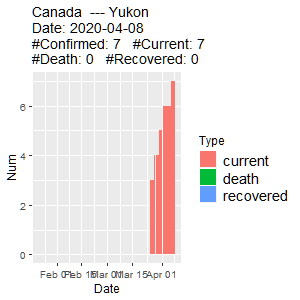 Canada --- Yukon
Date: 2020-04-08
#Confirmed: 7 #Current: 7
#Death: 0 #Recovered: 0
Num
6
4
2
0
Feb 01
Feb 15
Mar 01
Mar 15
Apr 01
Date
Type
current
death
recovered